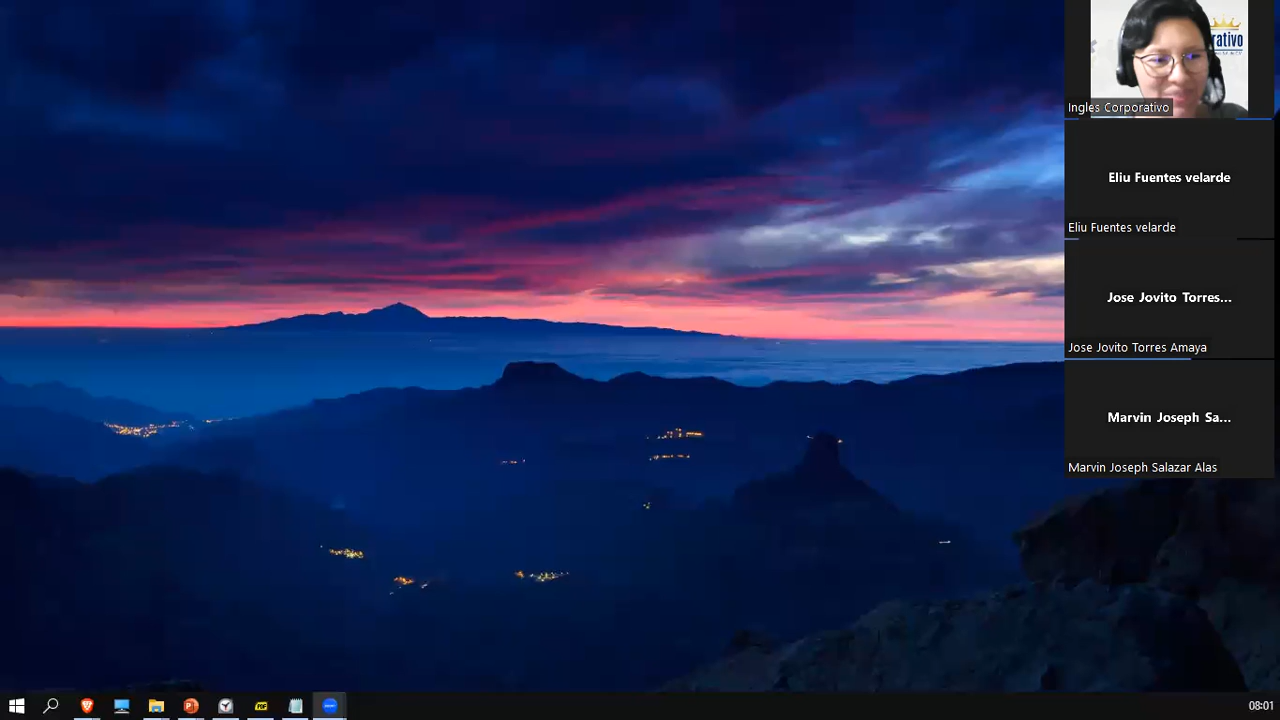 rativo
Ingles Corporativo
Eliu Fuentes velarde
Eliu Fuentes velarde
Jose Jovito Torres...
Jose Jovito Torres Amaya
Marvin Joseph Sa...
Marvin Joseph Salazar Alas
08:01